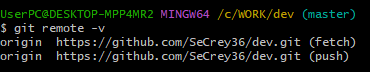 UserPC@DESKTOP-MPP4MR2 MINGW64 /c/WORK/dev (master)
$ git remote -v
origin  https://github.com/SeCrey36/dev.git (fetch)
origin  https://github.com/SeCrey36/dev.git (push)